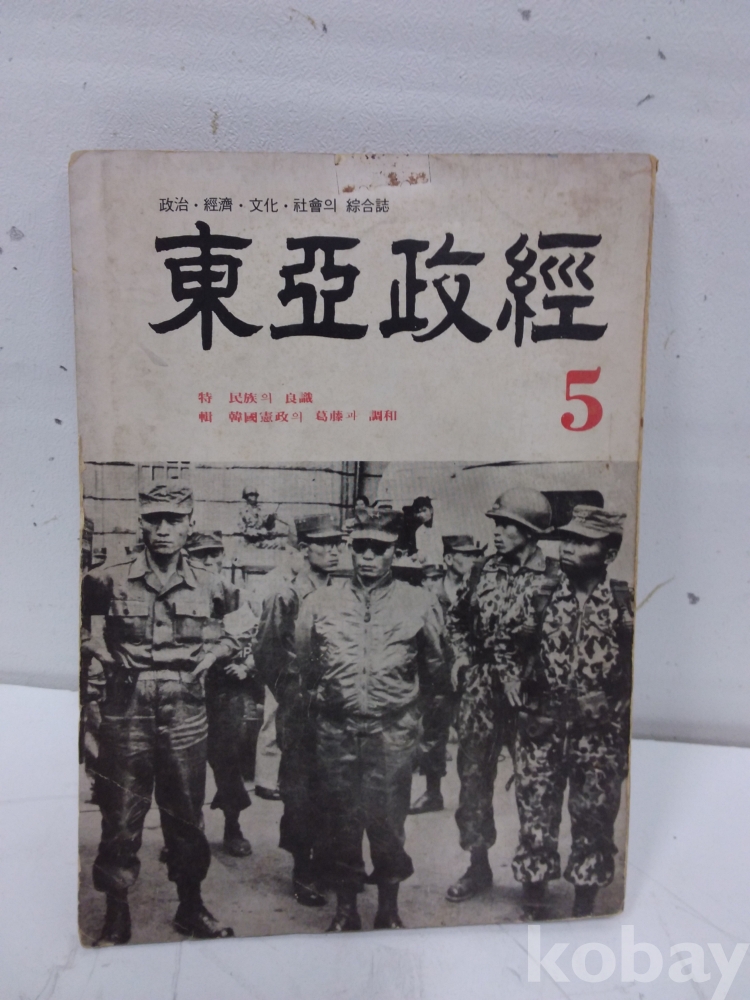 政治·經濟·文化·社會의 綜合誌
東亞政經
5
特 民族의 良識
輯 韓國憲政의 葛藤과 調和
kobay